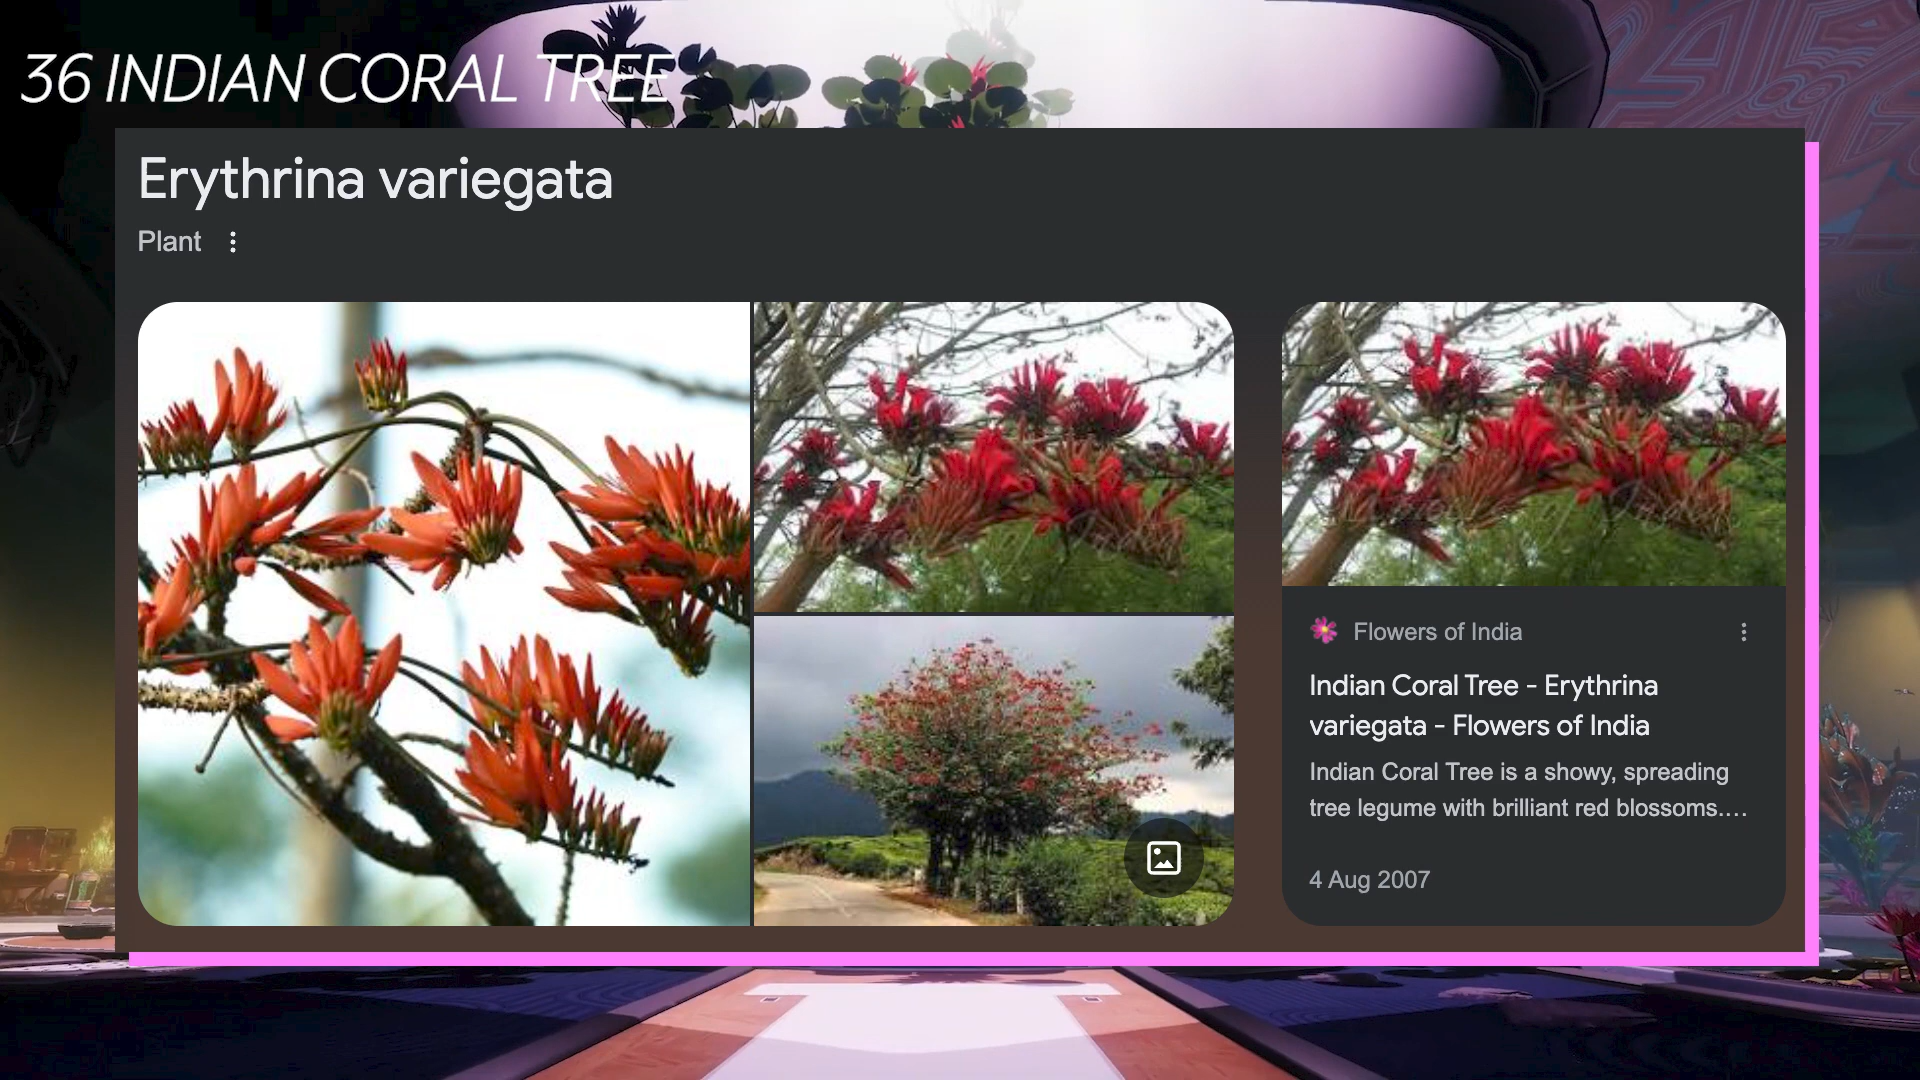 36 INDIAN CORAL TREE
Erythrina variegata
Plant
Flowers of India
Indian Coral Tree - Erythrina
variegata - Flowers of India
Indian Coral Tree is a showy, spreading
tree legume with brilliant red blossoms....
4 Aug 2007